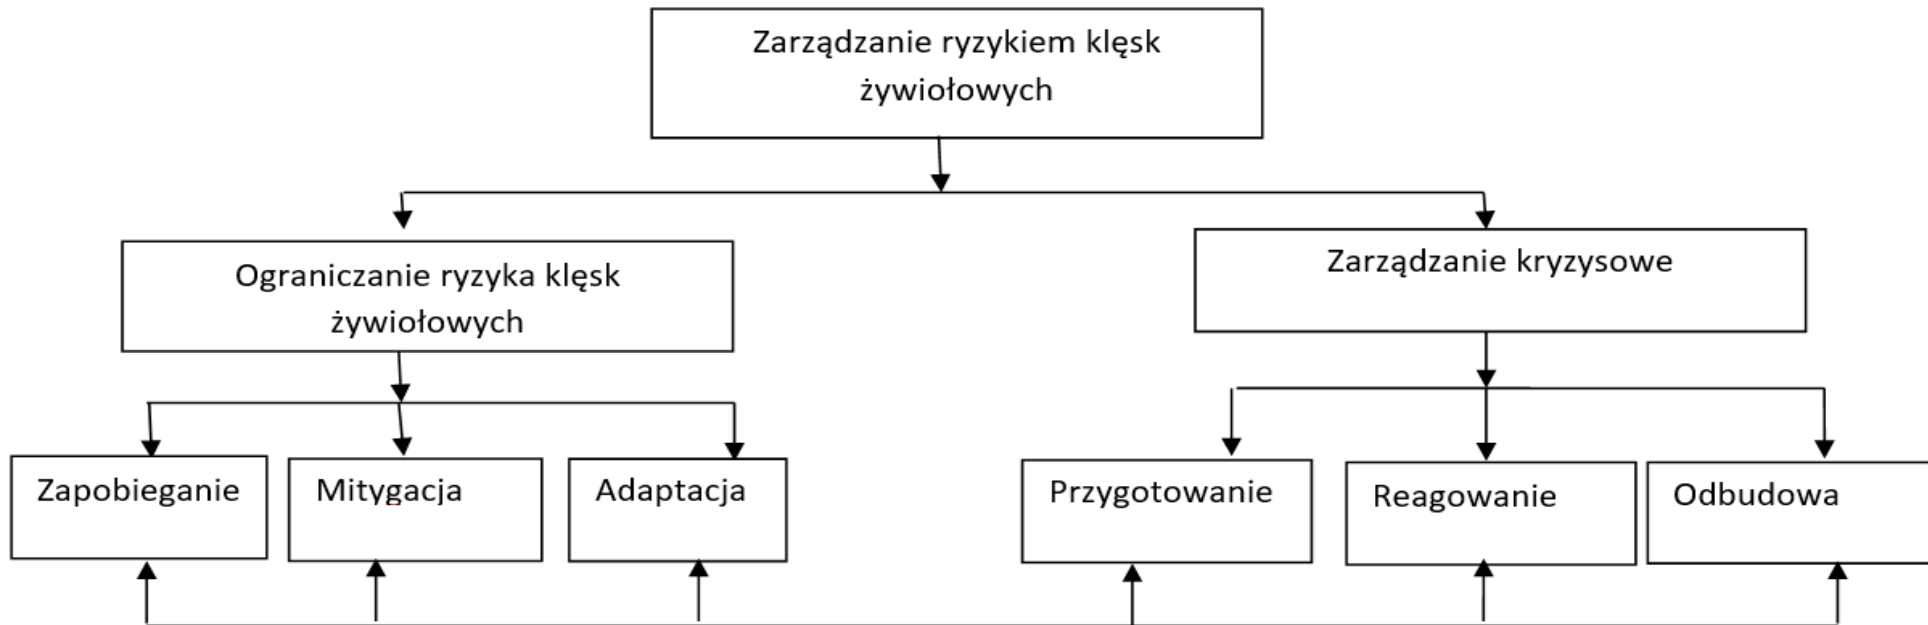 Zarządzanie ryzykiem klęsk
żywiołowych
Ograniczanie ryzyka klęsk
żywiołowych
Zarządzanie kryzysowe
Zapobieganie
Mitygacja
Adaptacja
Przygotowanie
Reagowanie
Odbudowa